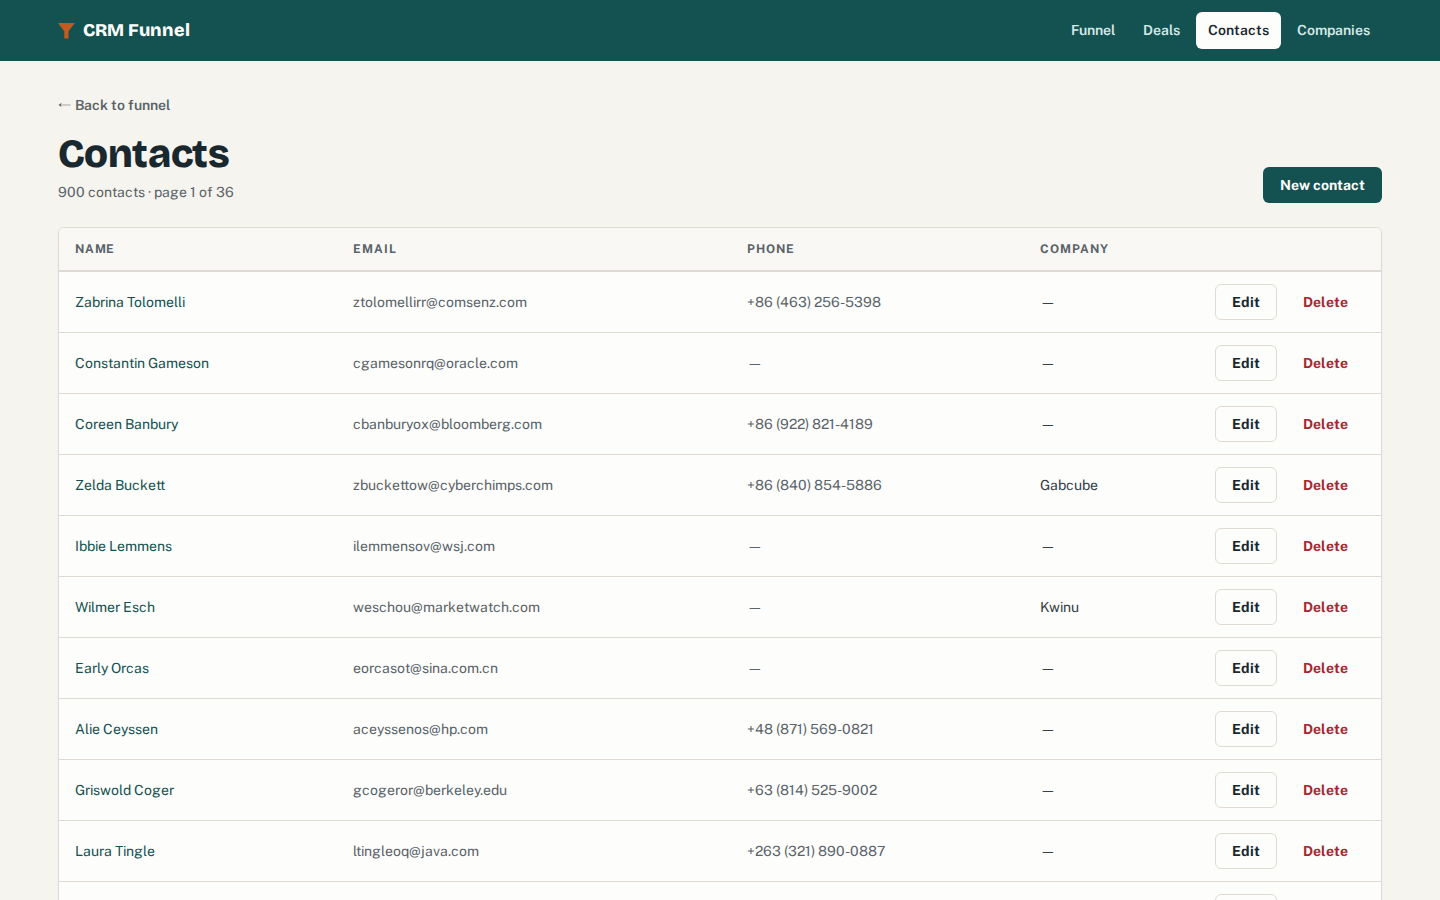 CRM Funnel
Funnel Deals Contacts Companies
← Back to funnel
Contacts
900 contacts · page 1 of 36
New contact
NAME EMAIL PHONE COMPANY
Zabrina Tolomelli ztolomellirr@comsenz.com +86 (463) 256-5398 — Edit Delete
Constantin Gameson cgamesonrq@oracle.com — — Edit Delete
Coreen Banbury cbanburyox@bloomberg.com +86 (922) 821-4189 — Edit Delete
Zelda Buckett zbuckettow@cyberchimps.com +86 (840) 854-5886 Gabcube Edit Delete
Ibbie Lemmens ilemmensov@wsj.com — — Edit Delete
Wilmer Esch weschou@marketwatch.com — Kwinu Edit Delete
Early Orcas eorcasot@sina.com.cn — — Edit Delete
Alie Ceyssen aceyssenos@hp.com +48 (871) 569-0821 — Edit Delete
Griswold Coger gcogeror@berkeley.edu +63 (814) 525-9002 — Edit Delete
Laura Tingle ltingleoq@java.com +263 (321) 890-0887 — Edit Delete